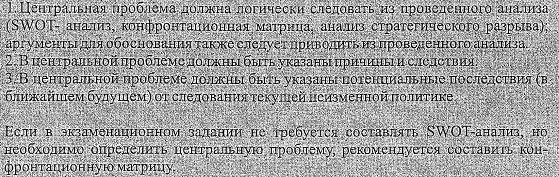 1.Центральная проблема должна логически следовать из проведенного анализа
(SWOT- анализ, конфронтационная матрица, анализ стратегического разрыва),
аргументы для обоснования также следует приводить из проведенного анализа.
2. В центральной проблеме должны быть указаны причины и следствия.
3.В центральной проблеме должны быть указаны потенциальные последствия (в
ближайшем будущем) от следования текущей неизменной политике.
Если в экзаменационном задании не требуется составлять SWOT-анализ, но
необходимо определить центральную проблему, рекомендуется составить кон-
фронтационную матрицу.